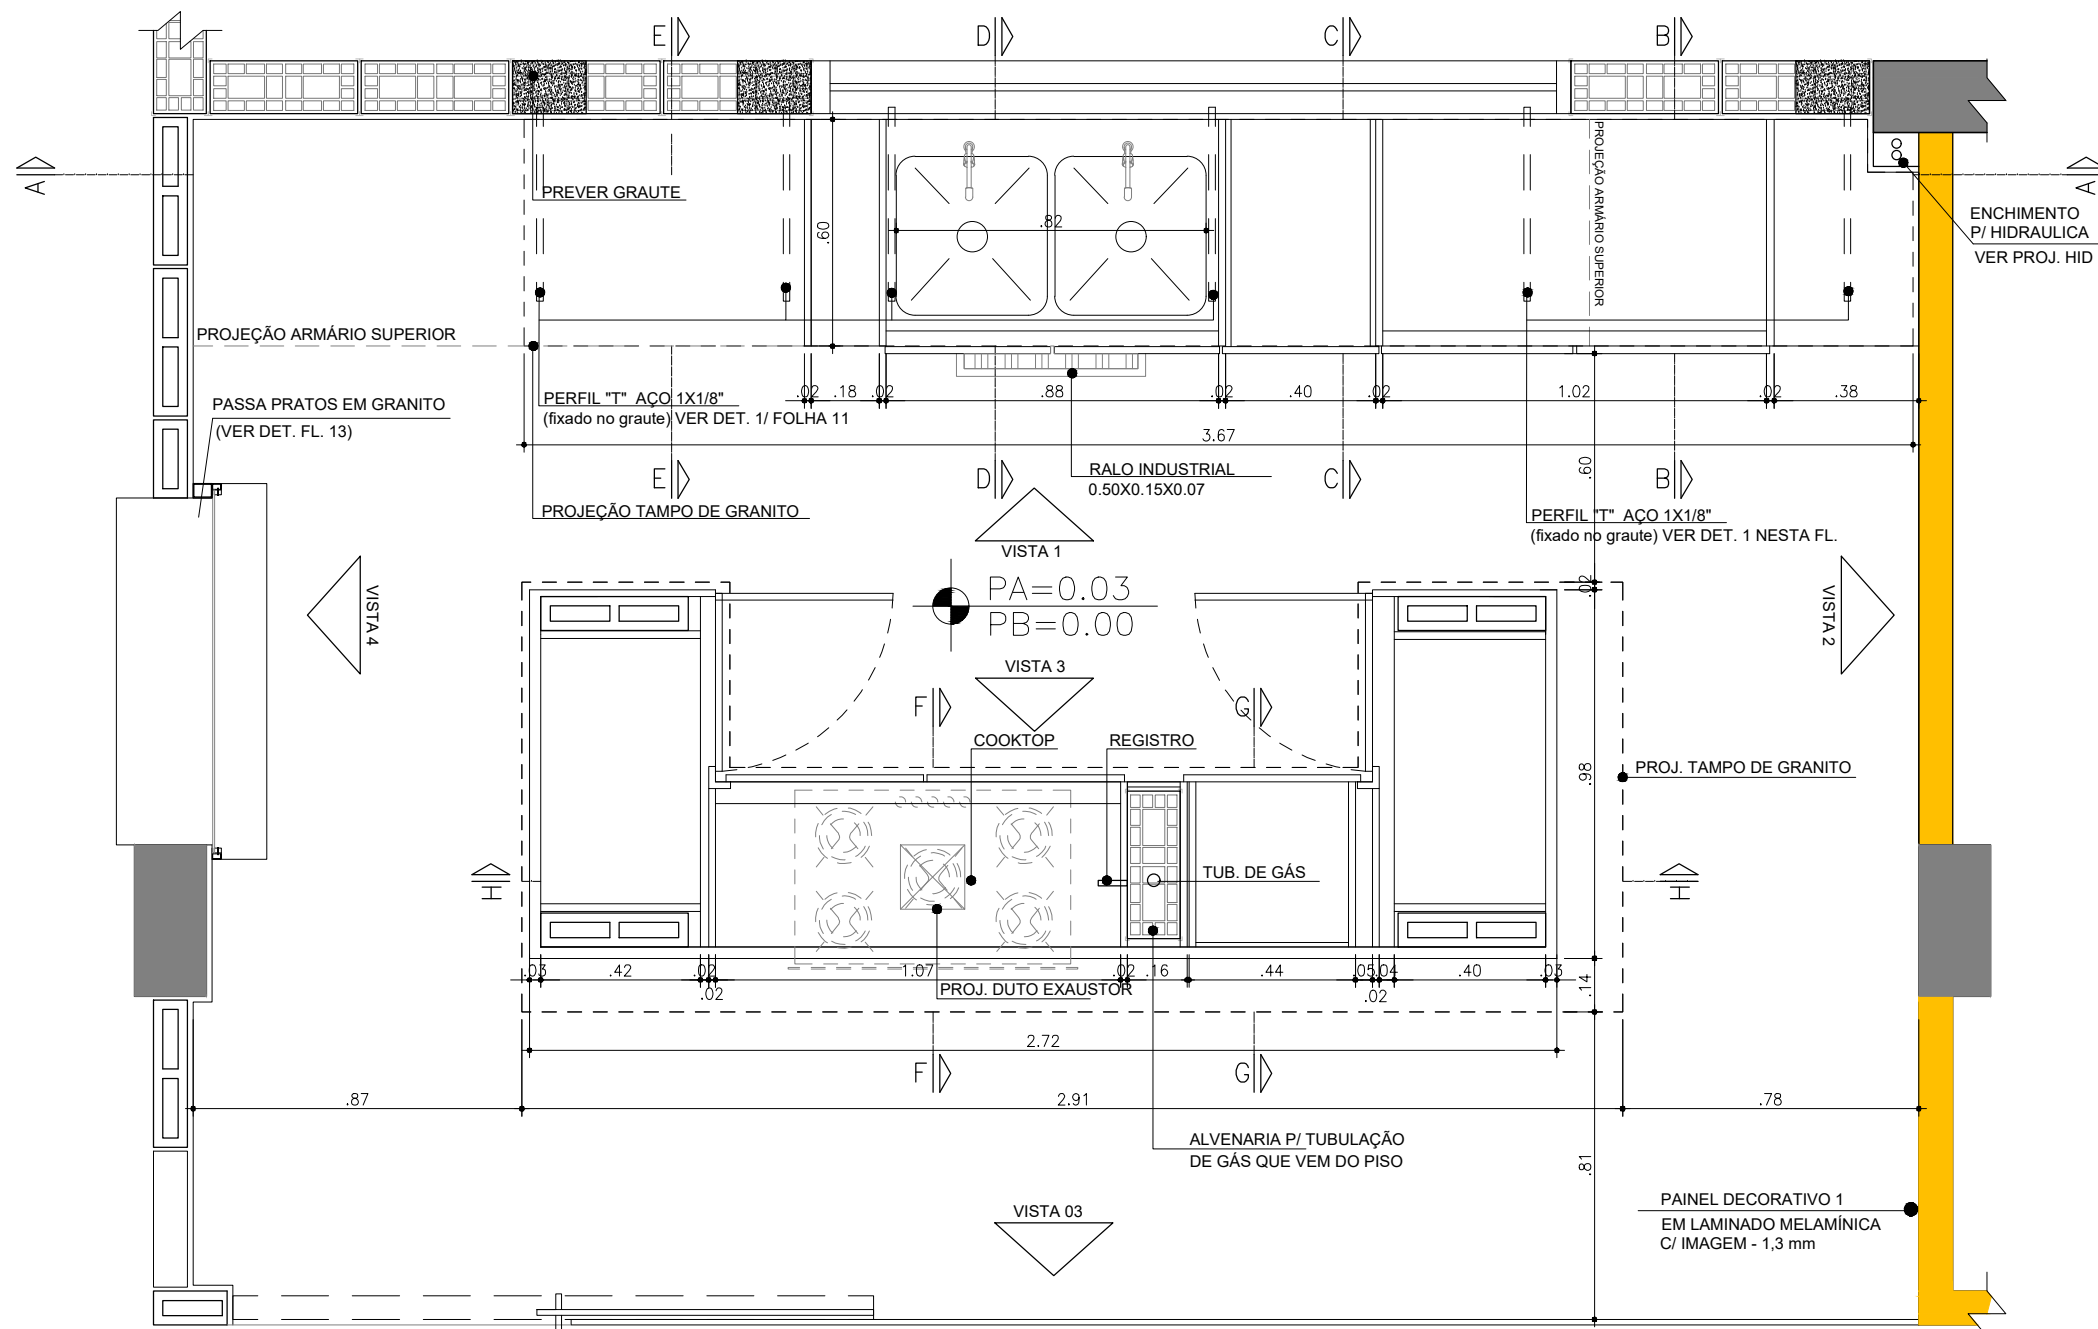 E
D
C
B
A
A
PREVER GRAUTE
.60
.82
PROJEÇÃO ARMÁRIO SUPERIOR
ENCHIMENTO
P/ HIDRAULICA
VER PROJ. HID
PROJEÇÃO ARMÁRIO SUPERIOR
PASSA PRATOS EM GRANITO
(VER DET. FL. 13)
PERFIL "T" AÇO 1X1/8"
(fixado no graute) VER DET. 1/ FOLHA 11
.02
.18
.02
.88
.02
.40
.02
1.02
.02
.38
3.67
E
D
C
B
RALO INDUSTRIAL
0.50X0.15X0.07
.60
PROJEÇÃO TAMPO DE GRANITO
PERFIL "T" AÇO 1X1/8"
(fixado no graute) VER DET. 1 NESTA FL.
VISTA 1
PA=0.03
PB=0.00
.02
VISTA 4
VISTA 2
VISTA 3
F
G
COOKTOP
REGISTRO
.98
PROJ. TAMPO DE GRANITO
H
TUB. DE GÁS
H
.03
.42
.02
.02
1.07
.02
.16
.44
.05
.04
.02
.40
.03
.14
PROJ. DUTO EXAUSTOR
2.72
F
G
.87
2.91
.78
ALVENARIA P/ TUBULAÇÃO
DE GÁS QUE VEM DO PISO
.81
PAINEL DECORATIVO 1
EM LAMINADO MELAMÍNICA
C/ IMAGEM - 1,3 mm
VISTA 03